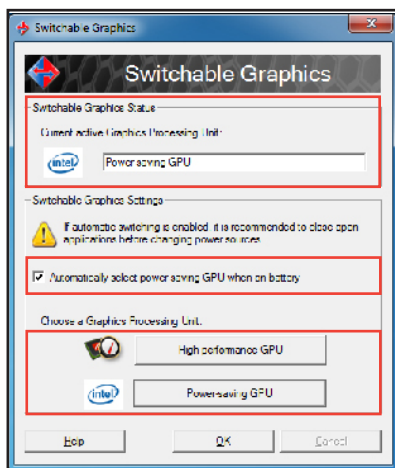 Switchable Graphics
Switchable Graphics
Switchable Graphics Status
Current active Graphics Processing Unit:
intel
Power saving GPU
Switchable Graphics Settings
If automatic switching is enabled, it is recommended to close open
applications before changing power sources
Automatically select power saving GPU when on battery
Choose a Graphics Processing Unit:
High performance GPU
intel
Power-saving GPU
Help
OK
Cancel